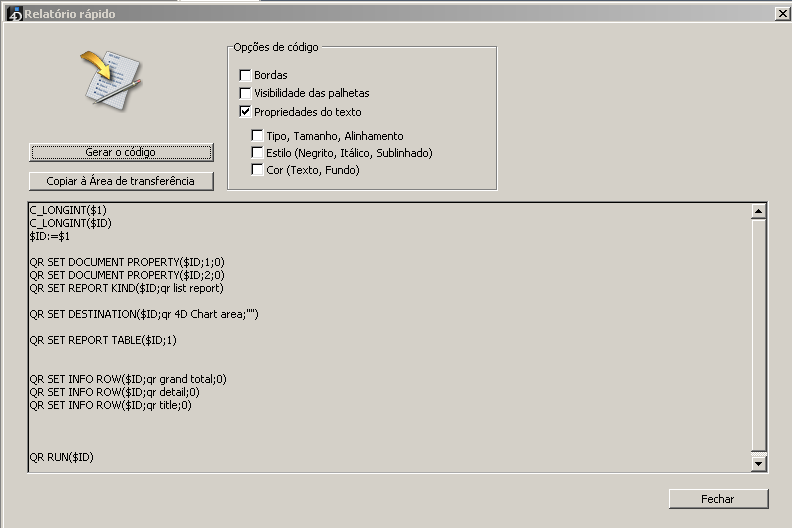 Relatório rápido
Opções de código
Bordas
Visibilidade das palhetas
Propriedades do texto
Tipo, Tamanho, Alinhamento
Estilo (Negrito, Itálico, Sublinhado)
Cor (Texto, Fundo)
Gerar o código
Copiar à Área de transferência
C_LONGINT($1)
C_LONGINT($ID)
$ID:=$1
QR SET DOCUMENT PROPERTY($ID;1;0)
QR SET DOCUMENT PROPERTY($ID;2;0)
QR SET REPORT KIND($ID;qr list report)
QR SET DESTINATION($ID;qr 4D Chart area;"")
QR SET REPORT TABLE($ID;1)
QR SET INFO ROW($ID;qr grand total;0)
QR SET INFO ROW($ID;qr detail;0)
QR SET INFO ROW($ID;qr title;0)
QR RUN($ID)
Fechar